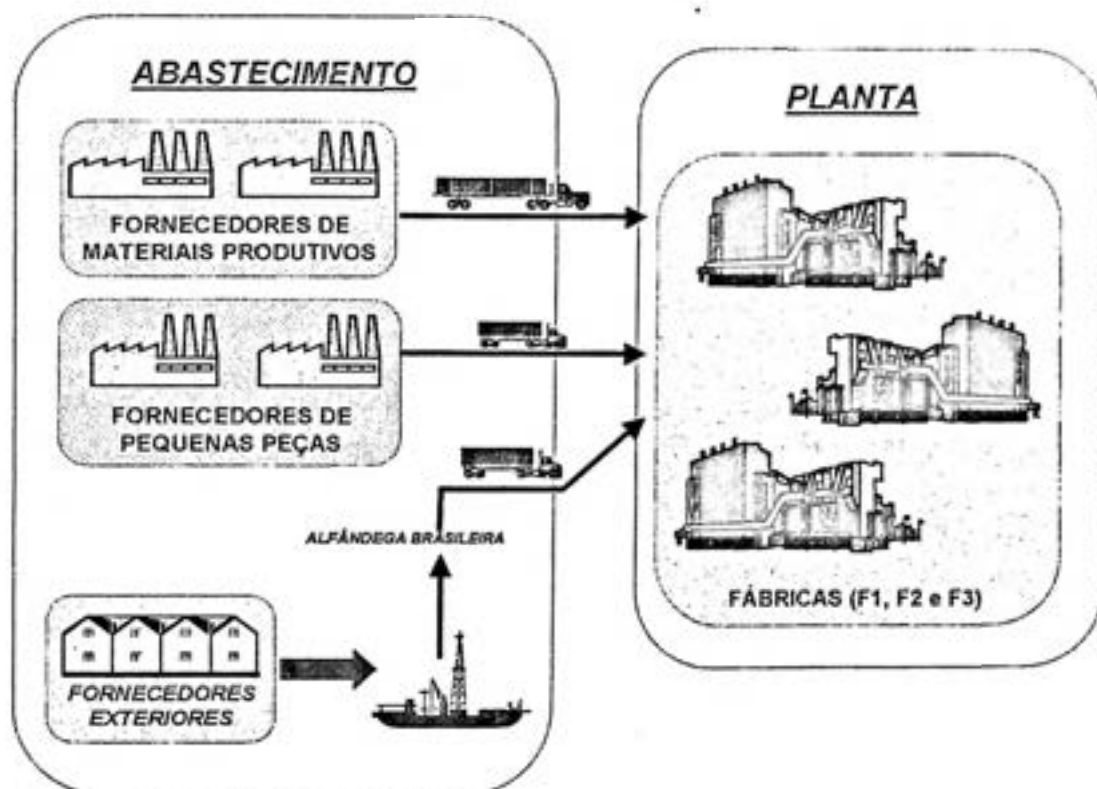 ABASTECIMENTO
FORNECEDORES DE
MATERIAIS PRODUTIVOS
FORNECEDORES DE
PEQUENAS PEÇAS
ALFÂNDEGA BRASILEIRA
FORNECEDORES
EXTERIORES
PLANTA
FÁBRICAS (F1, F2 e F3)